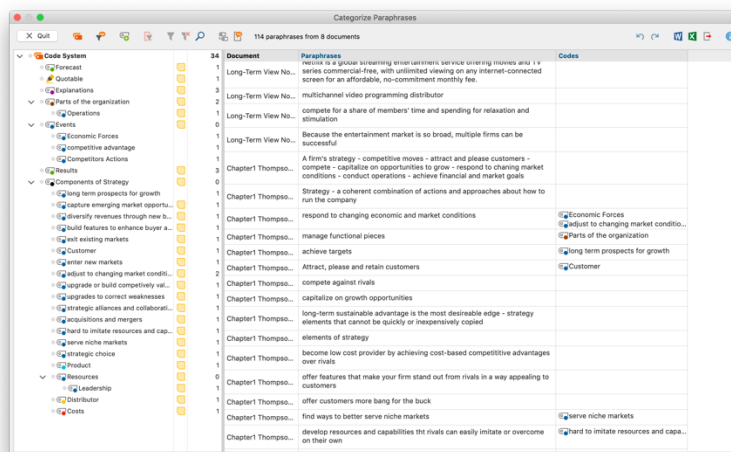 Categorize Paraphrases
X Quit
114 paraphrases from 8 documents
Code System 34
Forecast 1
Quotable 1
Explanations 3
Parts of the organization 2
Operations 1
Events 0
Economic Forces 1
competitive advantage 1
Competitors Actions 1
Results 3
Components of Strategy 0
long term prospects for growth 1
capture emerging market opportu... 1
diversify revenues through new b... 1
build features to enhance buyer a... 1
exit existing markets 1
Customer 1
enter new markets 1
adjust to changing market conditi... 2
upgrade or build competively val... 1
upgrades to correct weaknesses 1
strategic alliances and collaborati... 1
acquisitions and mergers 1
hard to imitate resources and cap... 1
serve niche markets 1
strategic choice 1
Product 1
Resources 0
Leadership 1
Distributor 1
Costs 1
Document Paraphrases Codes
Netflix is a global streaming entertainment service offering movies and TV
Long-Term View No... series commercial-free, with unlimited viewing on any internet-connected
screen for an affordable, no-commitment monthly fee.
Long-Term View No... multichannel video programming distributor
Long-Term View No... compete for a share of members' time and spending for relaxation and
stimulation
Long-Term View No... Because the entertainment market is so broad, multiple firms can be
successful
Chapter1 Thompso... A firm's strategy - competitive moves - attract and please customers -
compete - capitalize on opportunities to grow - respond to chaning market
conditions - conduct operations - achieve financial and market goals
Chapter1 Thompso... Strategy - a coherent combination of actions and approaches about how to
run the company
Chapter1 Thompso... respond to changing economic and market conditions Economic Forces
adjust to changing market conditio...
Chapter1 Thompso... manage functional pieces Parts of the organization
Chapter1 Thompso... achieve targets long term prospects for growth
Chapter1 Thompso... Attract, please and retain customers Customer
Chapter1 Thompso... compete against rivals
Chapter1 Thompso... capitalize on growth opportunities
Chapter1 Thompso... long-term sustainable advantage is the most desireable edge - strategy
elements that cannot be quickly or inexpensively copied
Chapter1 Thompso... elements of strategy
Chapter1 Thompso... become low cost provider by achieving cost-based competititive advantages
over rivals
Chapter1 Thompso... offer features that make your firm stand out from rivals in a way appealing to
customers
Chapter1 Thompso... offer customers more bang for the buck
Chapter1 Thompso... find ways to better serve niche markets serve niche markets
Chapter1 Thompso... develop resources and capabilities tht rivals can easily imitate or overcome hard to imitate resources and capa...
on their own